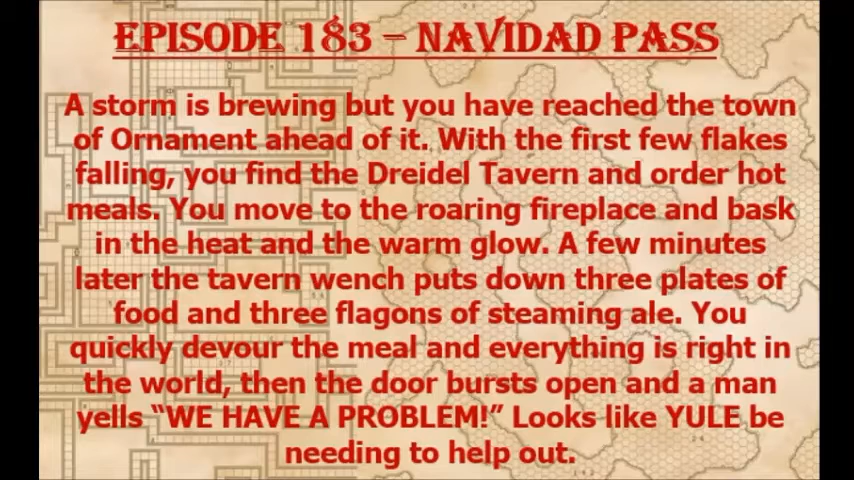 EPISODE 183 – NAVIDAD PASS
A storm is brewing but you have reached the town
of Ornament ahead of it. With the first few flakes
falling, you find the Dreidel Tavern and order hot
meals. You move to the roaring fireplace and bask
in the heat and the warm glow. A few minutes
later the tavern wench puts down three plates of
food and three flagons of steaming ale. You
quickly devour the meal and everything is right in
the world, then the door bursts open and a man
yells “WE HAVE A PROBLEM!” Looks like YULE be
needing to help out.